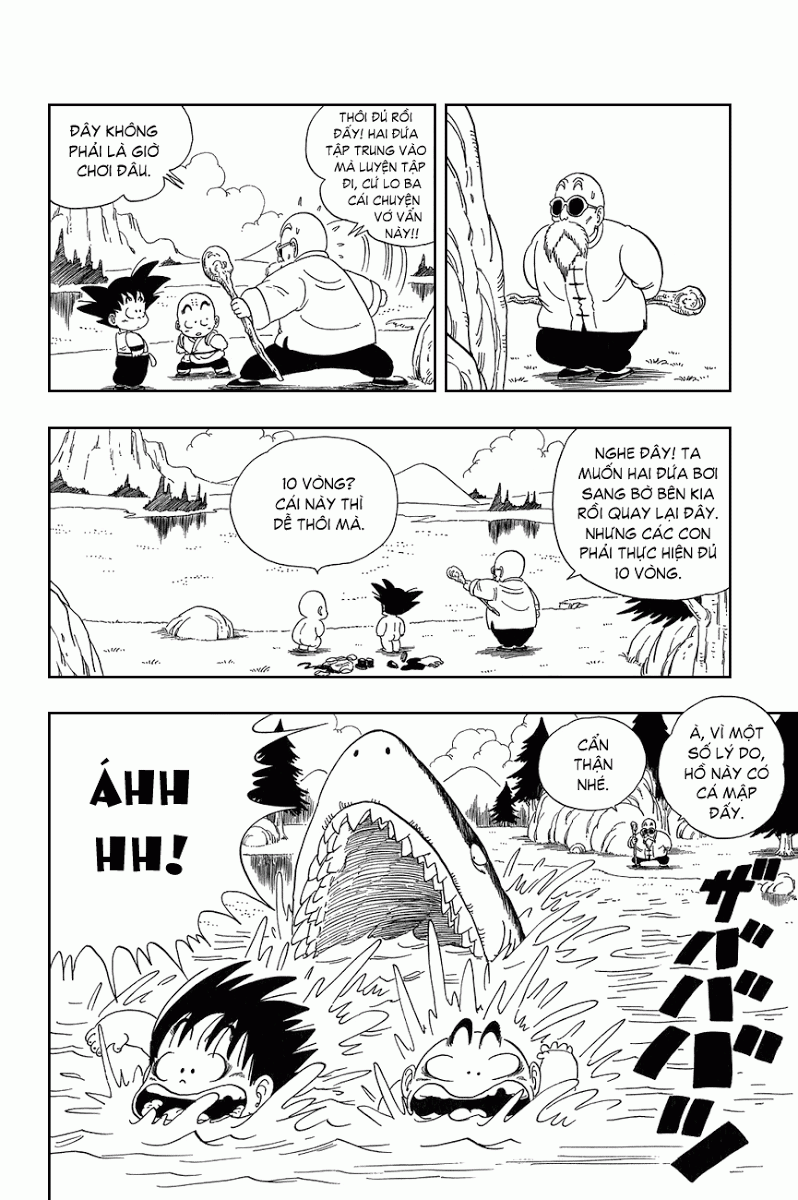 ĐÂY KHÔNG
PHẢI LÀ GIỜ
CHƠI ĐÂU.
THÔI ĐỦ RỒI
ĐẤY! HAI ĐỨA
TẬP TRUNG VÀO
MÀ LUYỆN TẬP
ĐI, CỨ LO BA
CÁI CHUYỆN
VỚ VẨN
NÀY!!
10 VÒNG?
CÁI NÀY THÌ
DỄ THÔI MÀ.
NGHE ĐÂY! TA
MUỐN HAI ĐỨA BƠI
SANG BỜ BÊN KIA
RỒI QUAY LẠI ĐÂY.
NHƯNG CÁC CON
PHẢI THỰC HIỆN ĐỦ
10 VÒNG.
ÁHH
HH!
CẨN
THẬN
NHÉ.
À, VÌ MỘT
SỐ LÝ DO,
HỒ NÀY CÓ
CÁ MẬP
ĐẤY.
ザババババッ